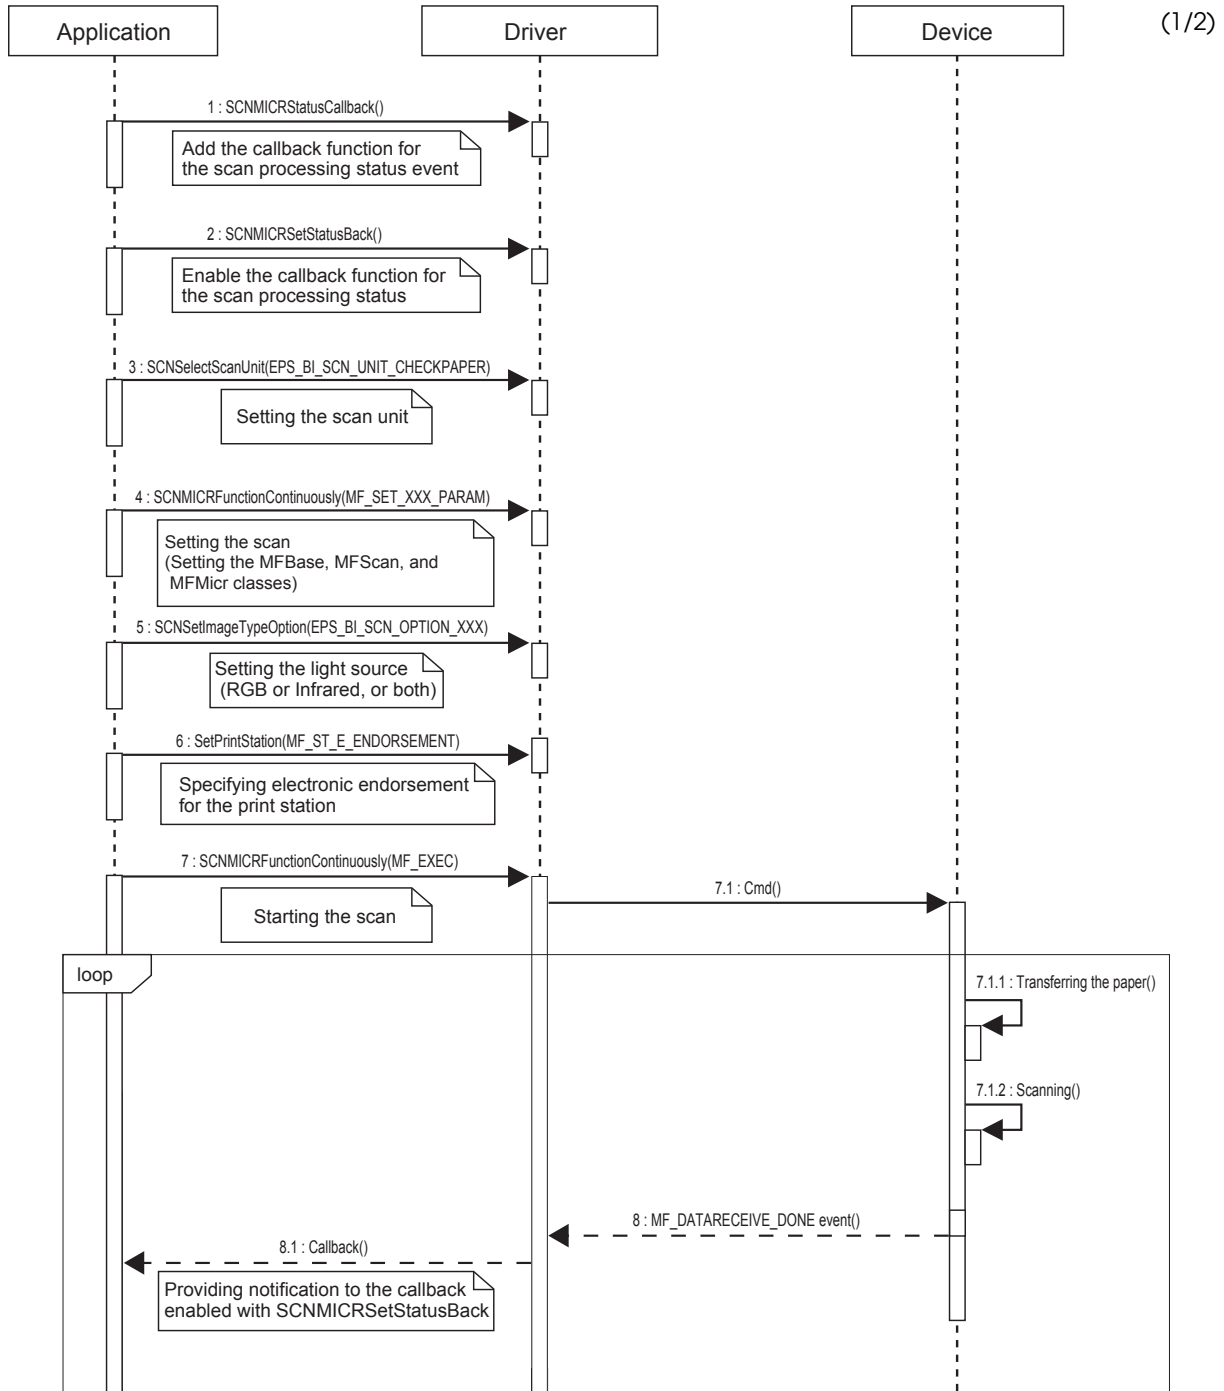 Application
Driver
Device
(1/2)
1 : SCNMICRStatusCallback()
Add the callback function for
the scan processing status event
2 : SCNMICRSetStatusBack()
Enable the callback function for
the scan processing status
3 : SCNSelectScanUnit(EPS_BI_SCN_UNIT_CHECKPAPER)
Setting the scan unit
4 : SCNMICRFunctionContinuously(MF_SET_XXX_PARAM)
Setting the scan
(Setting the MFBase, MFScan, and
MFMicr classes)
5 : SCNSetImageTypeOption(EPS_BI_SCN_OPTION_XXX)
Setting the light source
(RGB or Infrared, or both)
6 : SetPrintStation(MF_ST_E_ENDORSEMENT)
Specifying electronic endorsement
for the print station
7 : SCNMICRFunctionContinuously(MF_EXEC)
7.1 : Cmd()
Starting the scan
loop
7.1.1 : Transferring the paper()
7.1.2 : Scanning()
8 : MF_DATARECEIVE_DONE event()
8.1 : Callback()
Providing notification to the callback
enabled with SCNMICRSetStatusBack